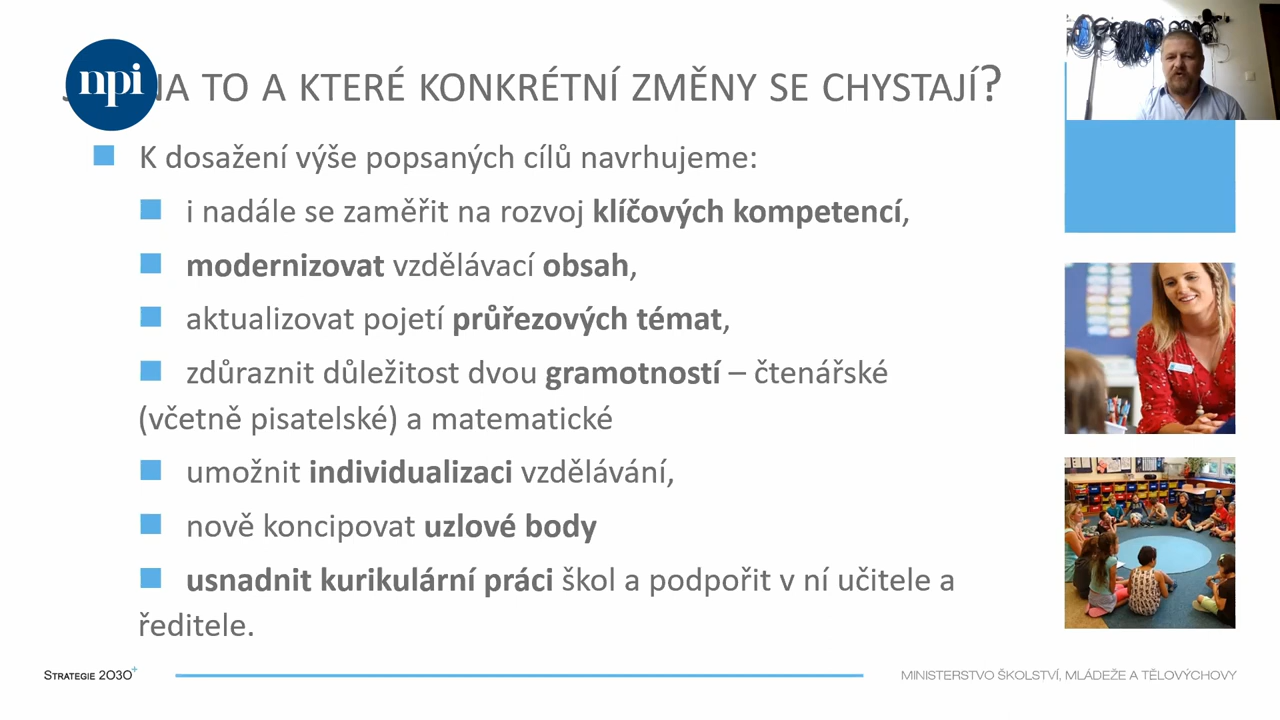 npi
NA TO A KTERÉ KONKRÉTNÍ ZMĚNY SE CHYSTAJÍ?
K dosažení výše popsaných cílů navrhujeme:
i nadále se zaměřit na rozvoj klíčových kompetencí,
modernizovat vzdělávací obsah,
aktualizovat pojetí průřezových témat,
zdůraznit důležitost dvou gramotností – čtenářské
(včetně pisatelské) a matematické
umožnit individualizaci vzdělávání,
nově koncipovat uzlové body
usnadnit kurikulární práci škol a podpořit v ní učitele a
ředitele.
STRATEGIE 2030+
MINISTERSTVO ŠKOLSTVÍ, MLÁDEŽE A TĚLOVÝCHOVY